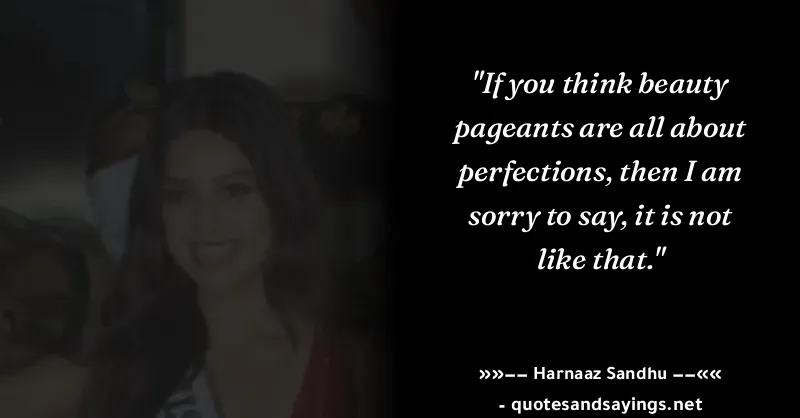 "If you think beauty
pageants are all about
perfections, then I am
sorry to say, it is not
like that."
»»−− Harnaaz Sandhu −−««
- quotesandsayings.net